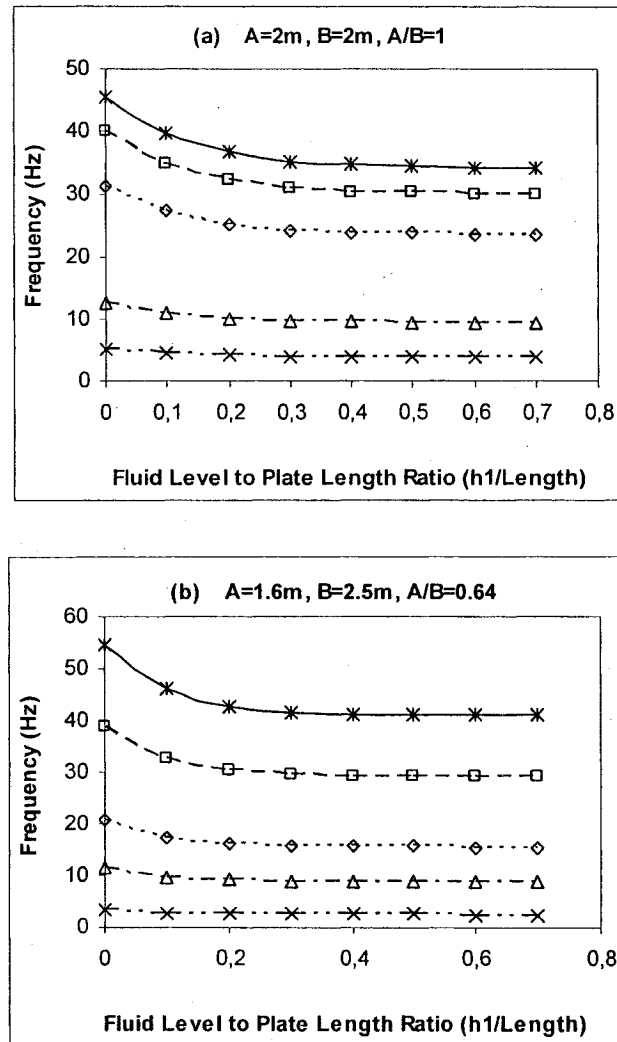 (a) A=2m, B=2m, A/B=1
50
40
30
20
10
0
Frequency (Hz)
0 0,1 0,2 0,3 0,4 0,5 0,6 0,7 0,8
Fluid Level to Plate Length Ratio (h1/Length)
(b) A=1.6m, B=2.5m, A/B=0.64
60
50
40
30
20
10
0
Frequency (Hz)
0 0,2 0,4 0,6 0,8
Fluid Level to Plate Length Ratio (h1/Length)